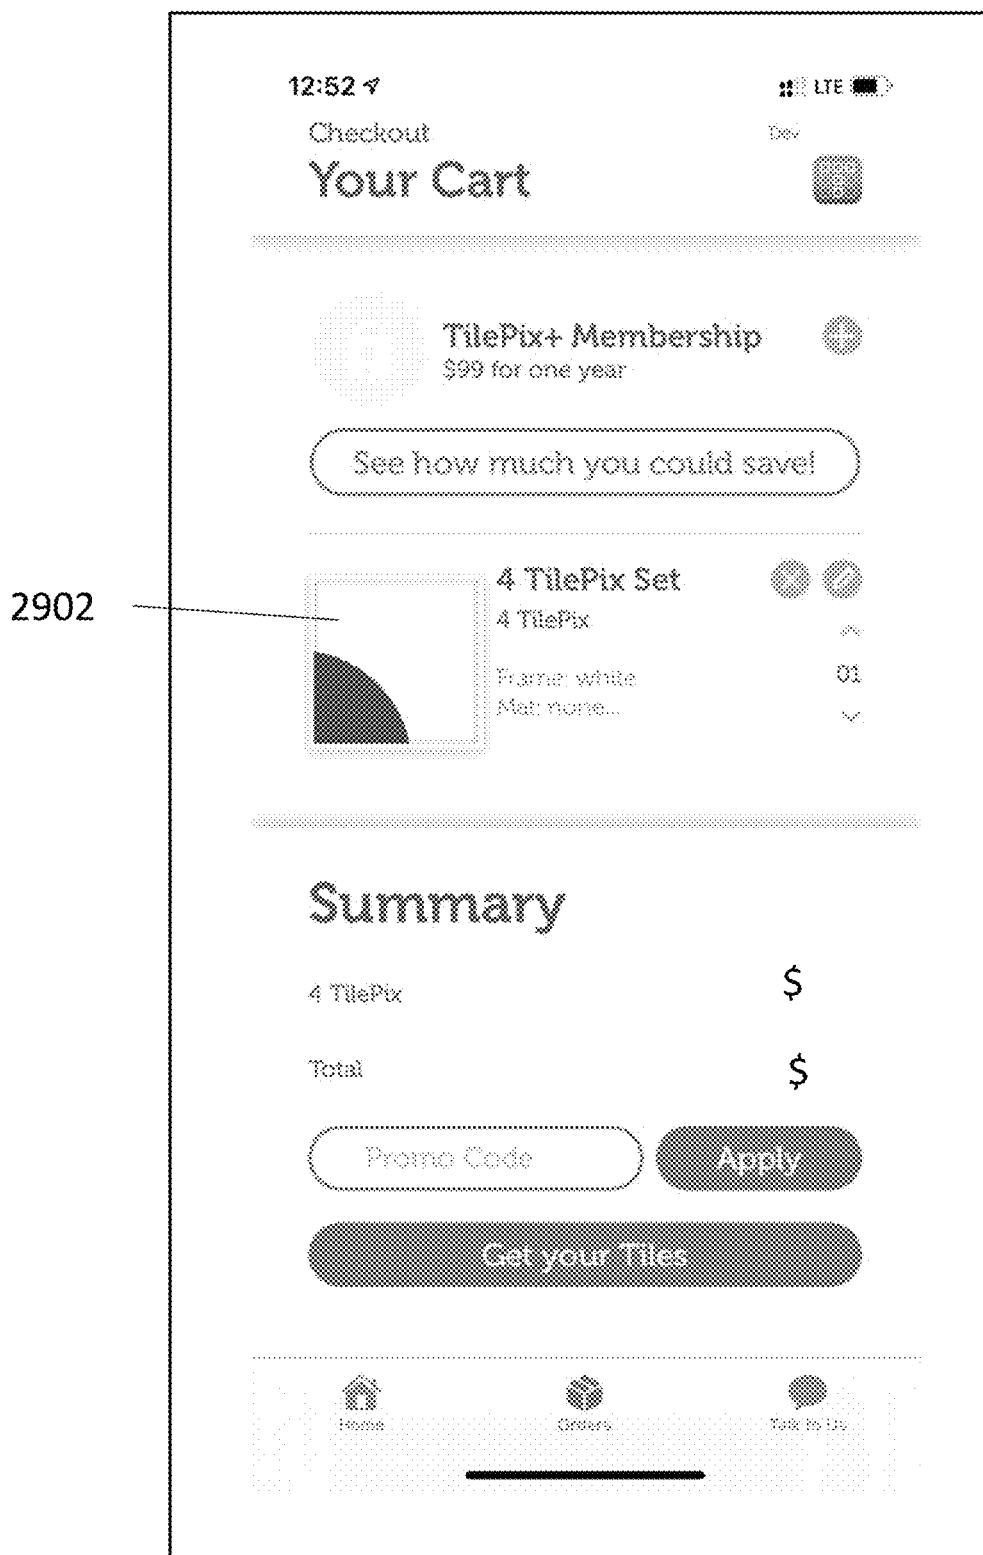 12:52 LTE
Checkout Dev
Your Cart
TilePix+ Membership
$99 for one year
See how much you could save!
2902
4 TilePix Set
4 TilePix
Frame: white
01
Mat: none...
Summary
4 TilePix $
Total $
Promo Code Apply
Get your Tiles
Home Orders Talk to Us